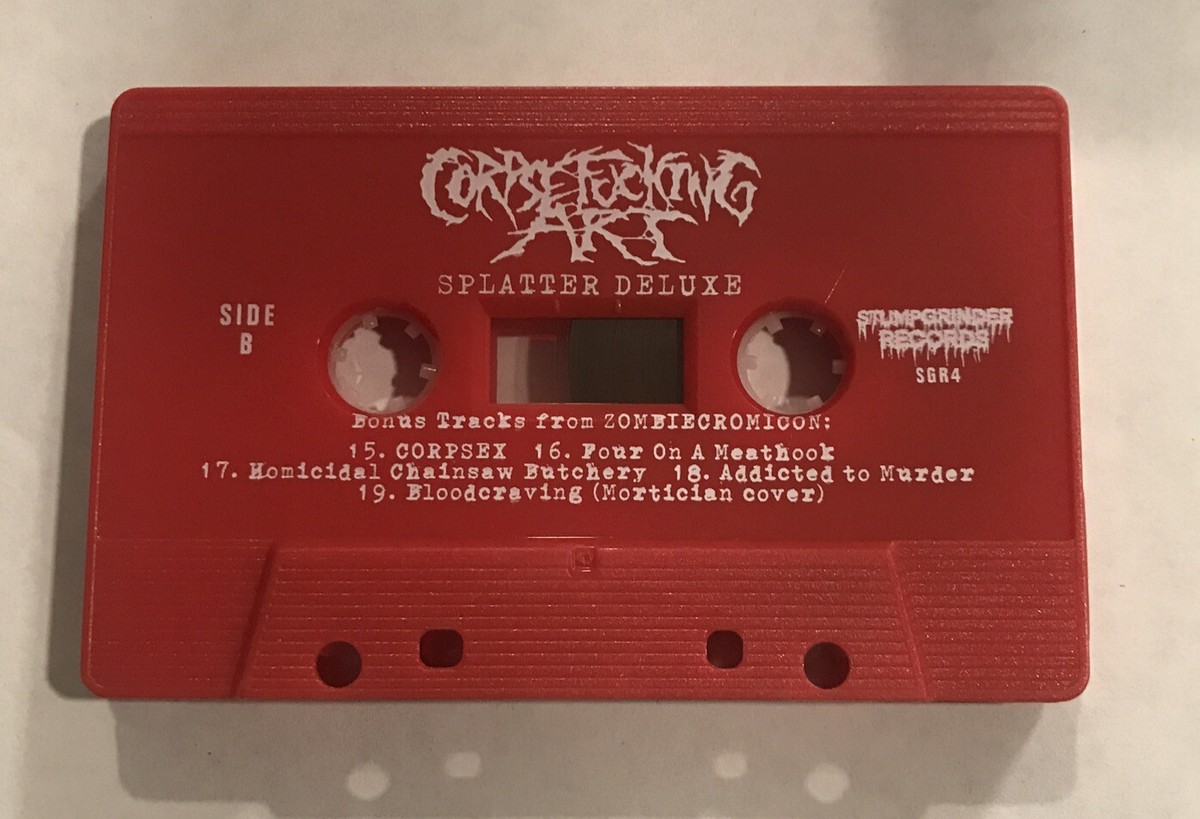 CORPSEFUCKING
ART
SPLATTER DELUXE
SIDE
B
STUMPGRINDER
RECORDS
SGR4
Bonus Tracks from ZOMBIECROMICON:
15. CORPSEX 16. Four On A Meathook
17. Homicidal Chainsaw Butchery 18. Addicted to Murder
19. Bloodcraving (Mortician cover)